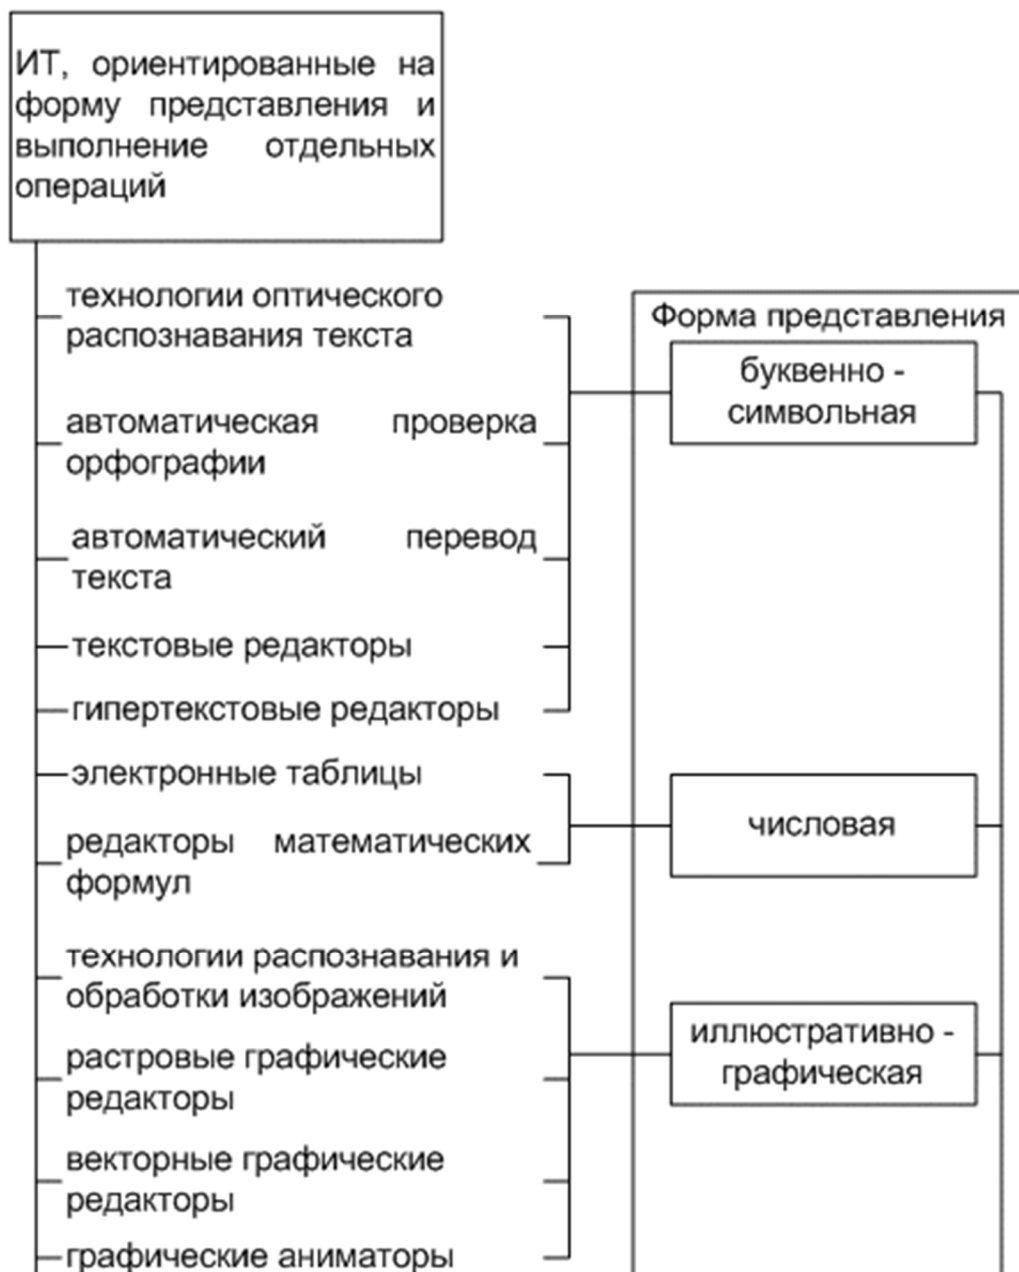 ИТ, ориентированные на
форму представления и
выполнение отдельных
операций
технологии оптического
распознавания текста
автоматическая проверка
орфографии
автоматический перевод
текста
текстовые редакторы
гипертекстовые редакторы
электронные таблицы
редакторы математических
формул
технологии распознавания и
обработки изображений
растровые графические
редакторы
векторные графические
редакторы
графические аниматоры
Форма представления
буквенно -
символьная
числовая
иллюстративно -
графическая